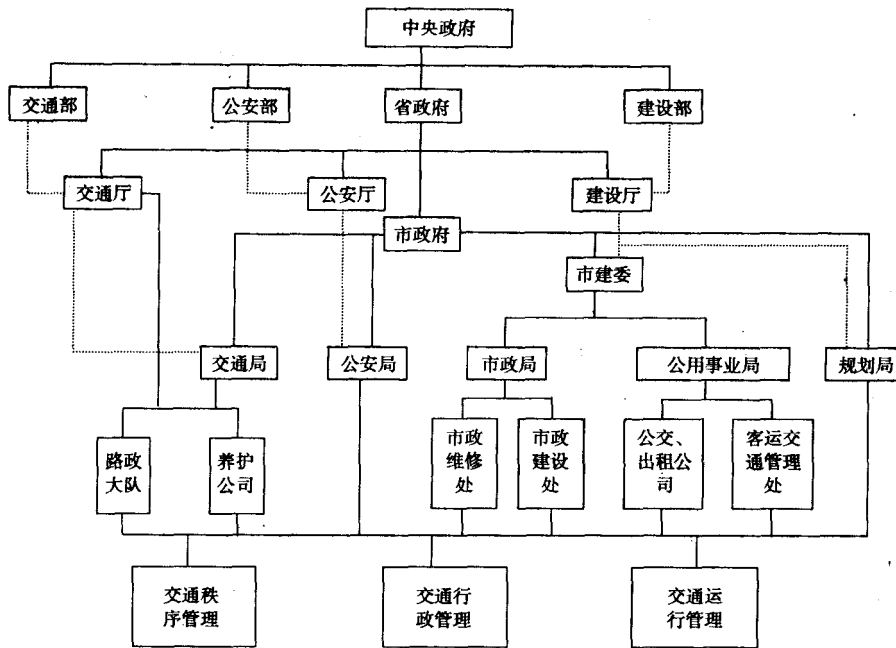 中央政府
交通部
公安部
省政府
建设部
交通厅
公安厅
建设厅
市政府
市建委
交通局
公安局
市政局
公用事业局
规划局
路政
大队
养护
公司
市政
维修
处
市政
建设
处
公交、
出租公
司
客运交
通管理
处
交通秩
序管理
交通行
政管理
交通运
行管理